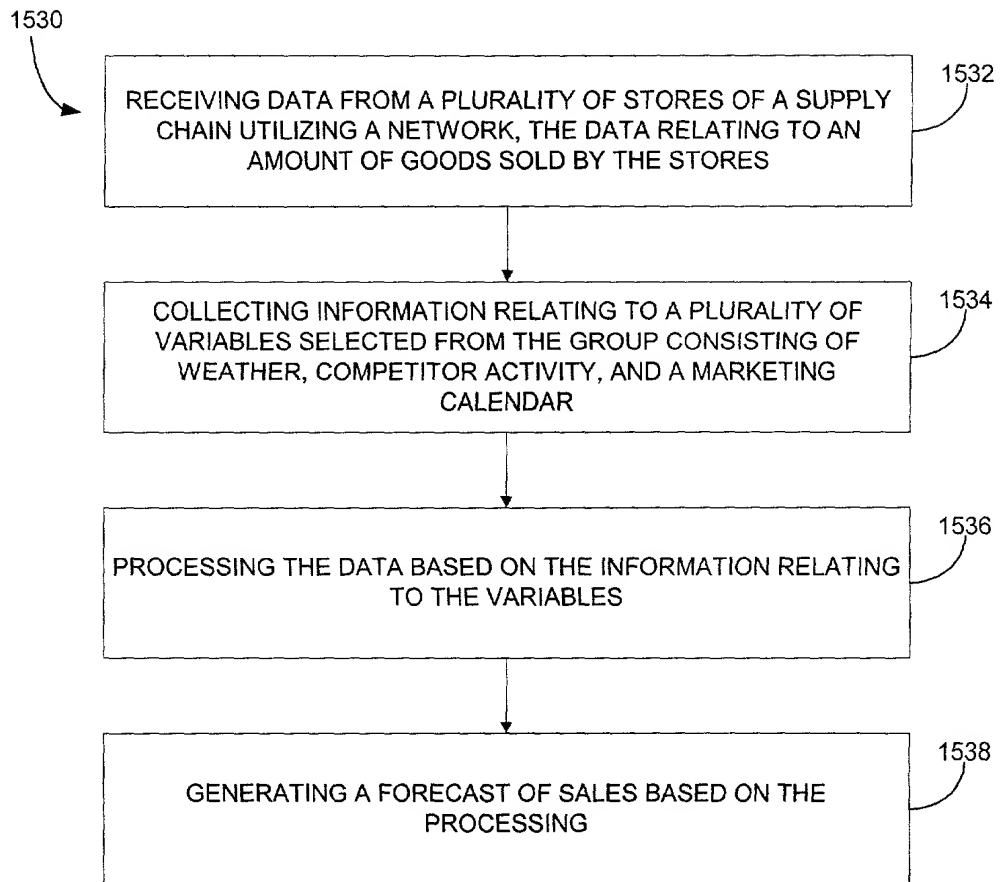 1530
1532
RECEIVING DATA FROM A PLURALITY OF STORES OF A SUPPLY
CHAIN UTILIZING A NETWORK, THE DATA RELATING TO AN
AMOUNT OF GOODS SOLD BY THE STORES
1534
COLLECTING INFORMATION RELATING TO A PLURALITY OF
VARIABLES SELECTED FROM THE GROUP CONSISTING OF
WEATHER, COMPETITOR ACTIVITY, AND A MARKETING
CALENDAR
1536
PROCESSING THE DATA BASED ON THE INFORMATION RELATING
TO THE VARIABLES
1538
GENERATING A FORECAST OF SALES BASED ON THE
PROCESSING